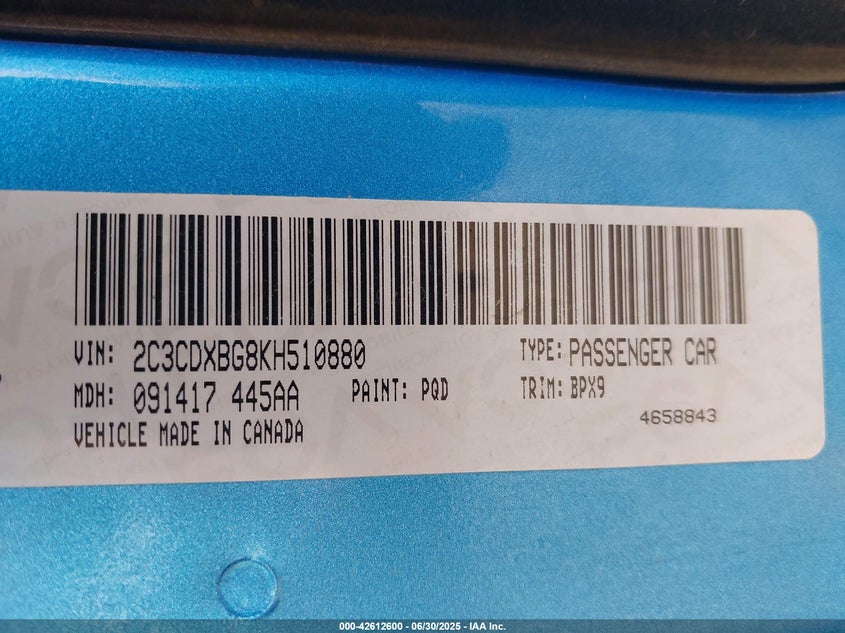 VIN: 2C3CDXBG8KH510880 TYPE: PASSENGER CAR
MDH: 091417 445AA PAINT: PQD TRIM: BPX9
VEHICLE MADE IN CANADA 4658843
000-42612600 - 06/30/2025 - IAA Inc.